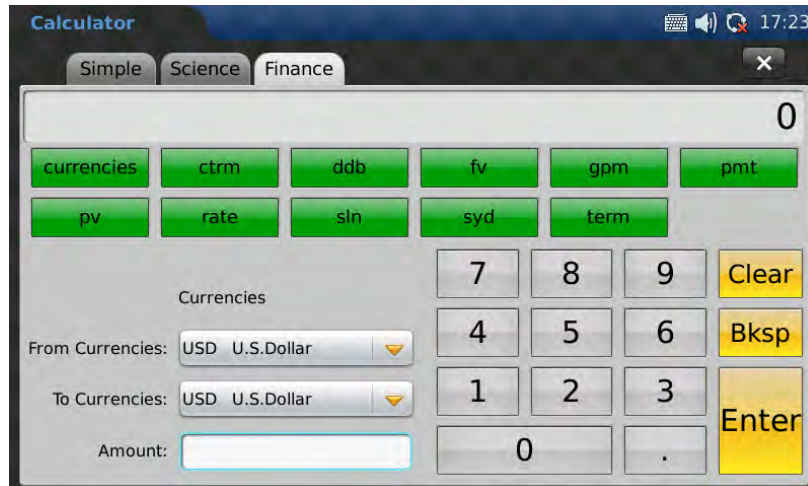 Calculator 17:23
Simple Science Finance
0
currencies ctrm ddb fv gpm pmt
pv rate sln syd term
7 8 9 Clear
Currencies
4 5 6 Bksp
From Currencies: USD U.S.Dollar
1 2 3
To Currencies: USD U.S.Dollar
Enter
Amount:
0 .